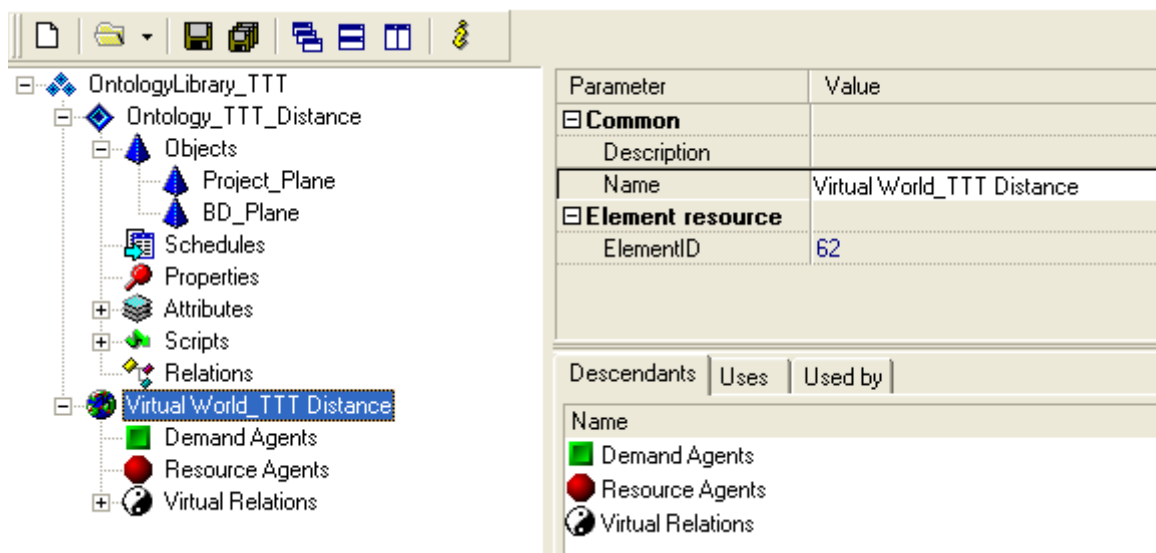 OntologyLibrary_TTT
Ontology_TTT_Distance
Objects
Project_Plane
BD_Plane
Schedules
Properties
Attributes
Scripts
Relations
Virtual World_TTT Distance
Demand Agents
Resource Agents
Virtual Relations
Parameter Value
Common
Description
Name Virtual World_TTT Distance
Element resource
ElementID 62
Descendants Uses Used by
Name
Demand Agents
Resource Agents
Virtual Relations